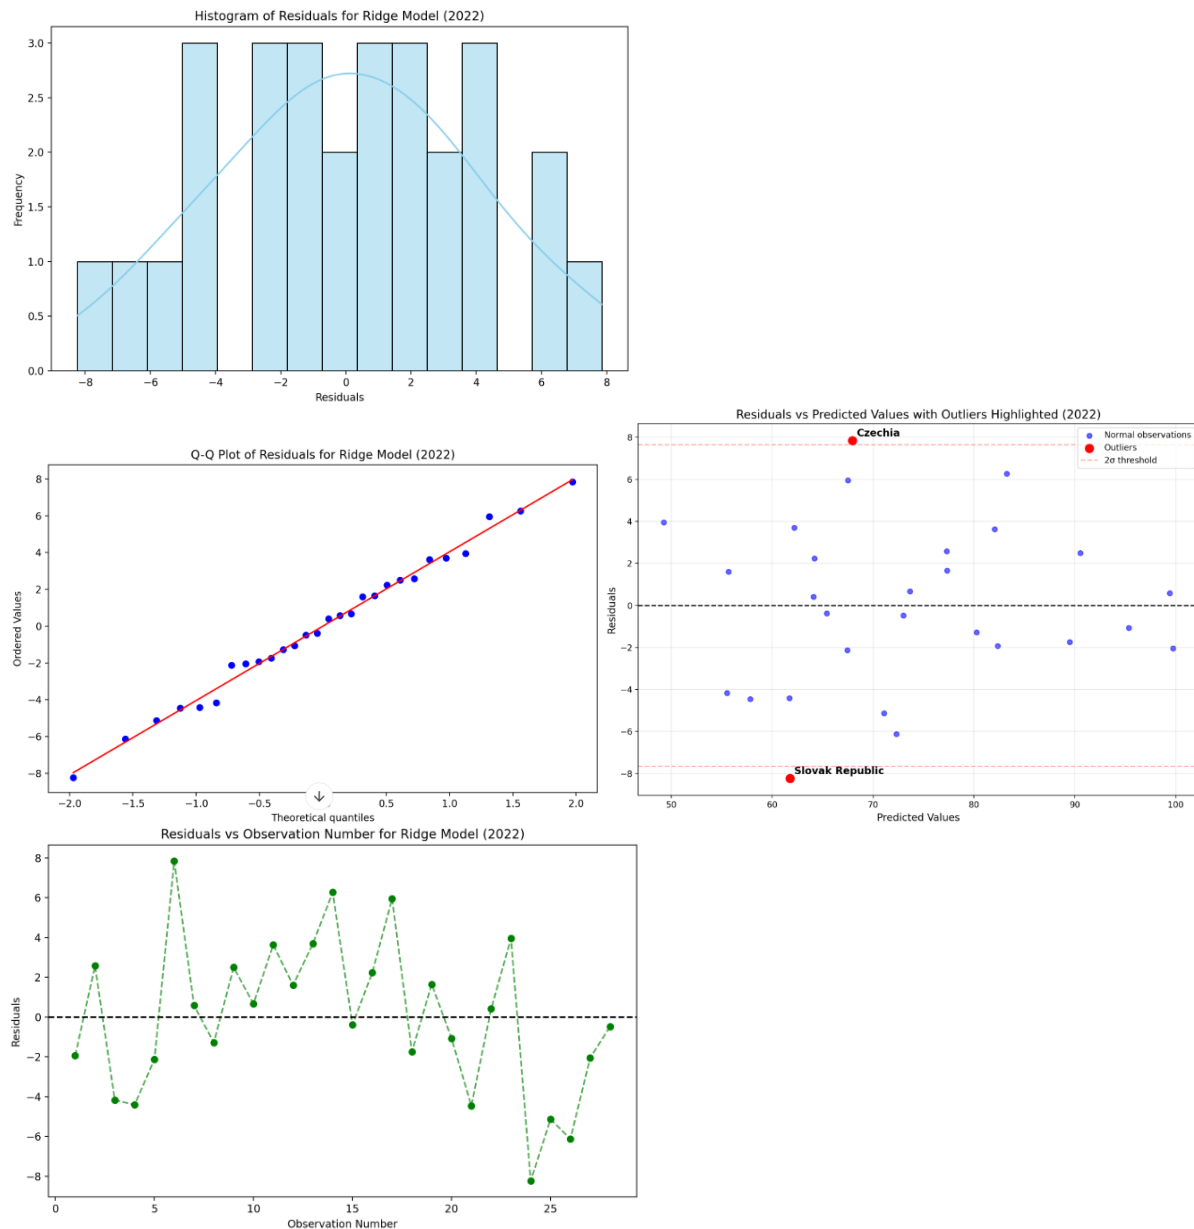 Histogram of Residuals for Ridge Model (2022)
3.0
2.5
2.0
1.5
1.0
0.5
0.0
Frequency
−8 −6 −4 −2 0 2 4 6 8
Residuals
Q-Q Plot of Residuals for Ridge Model (2022)
8
6
4
2
0
−2
−4
−6
−8
Ordered Values
−2.0 −1.5 −1.0 −0.5 0.5 1.0 1.5 2.0
Theoretical quantiles
Residuals vs Predicted Values with Outliers Highlighted (2022)
Czechia
Normal observations
Outliers
2σ threshold
8
6
4
2
0
−2
−4
−6
−8
Residuals
Slovak Republic
50 60 70 80 90 100
Predicted Values
Residuals vs Observation Number for Ridge Model (2022)
8
6
4
2
0
−2
−4
−6
−8
Residuals
0 5 10 15 20 25
Observation Number